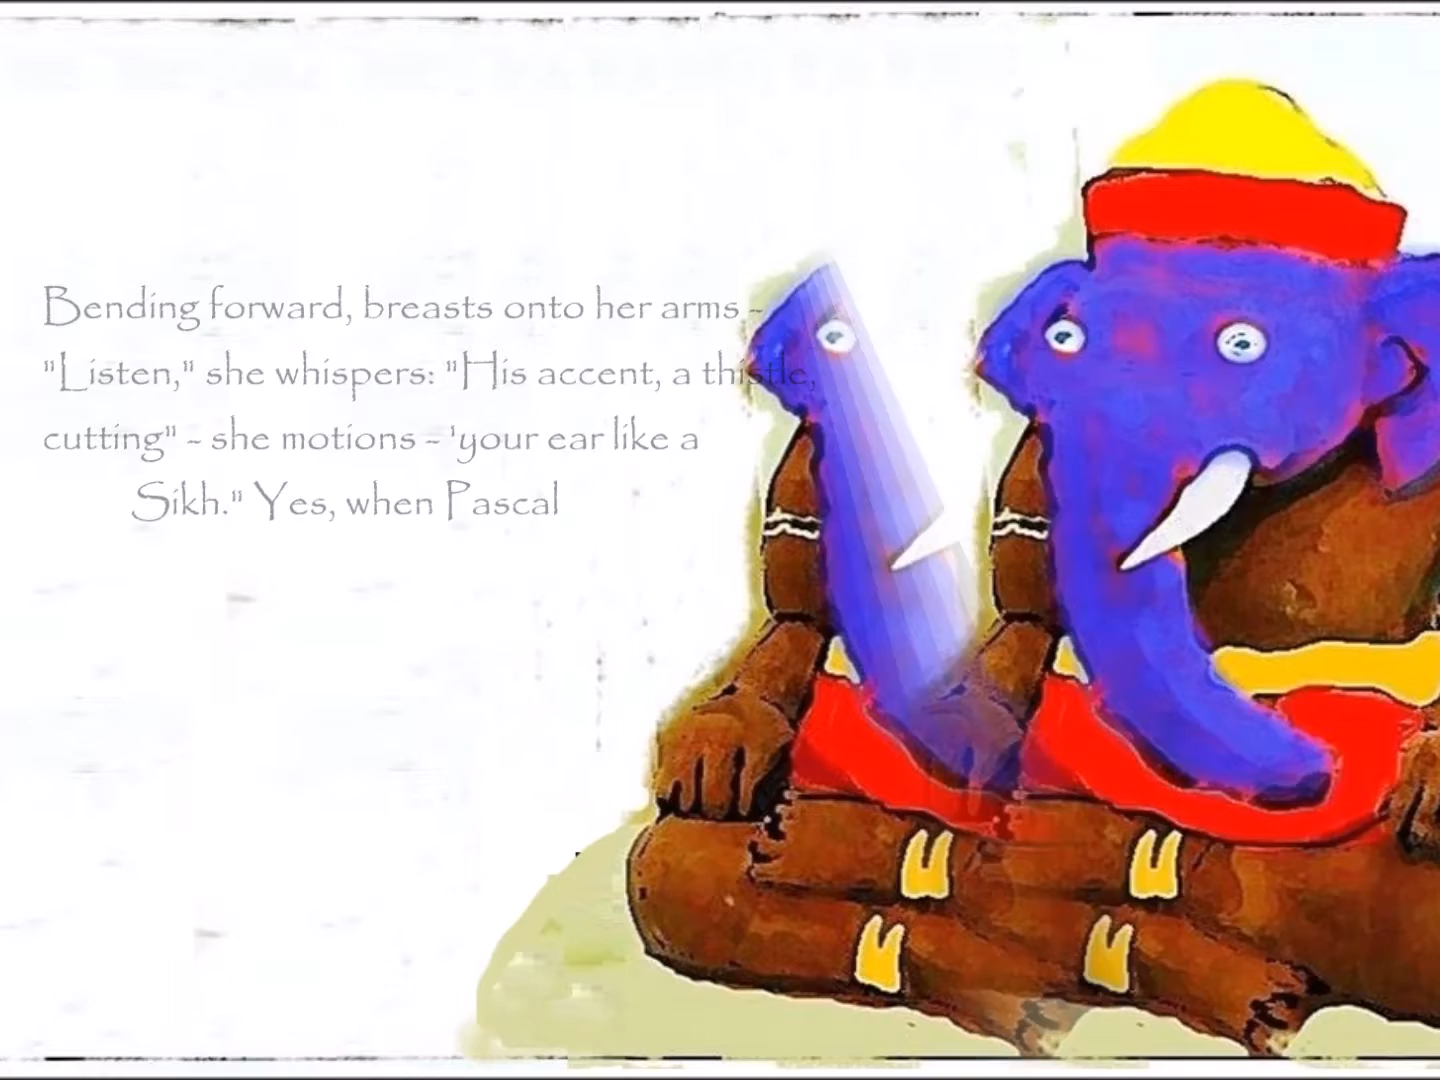 Bending forward, breasts onto her arms -
"Listen," she whispers: "His accent, a thistle,
cutting" - she motions - 'your ear like a
Sikh." Yes, when Pascal